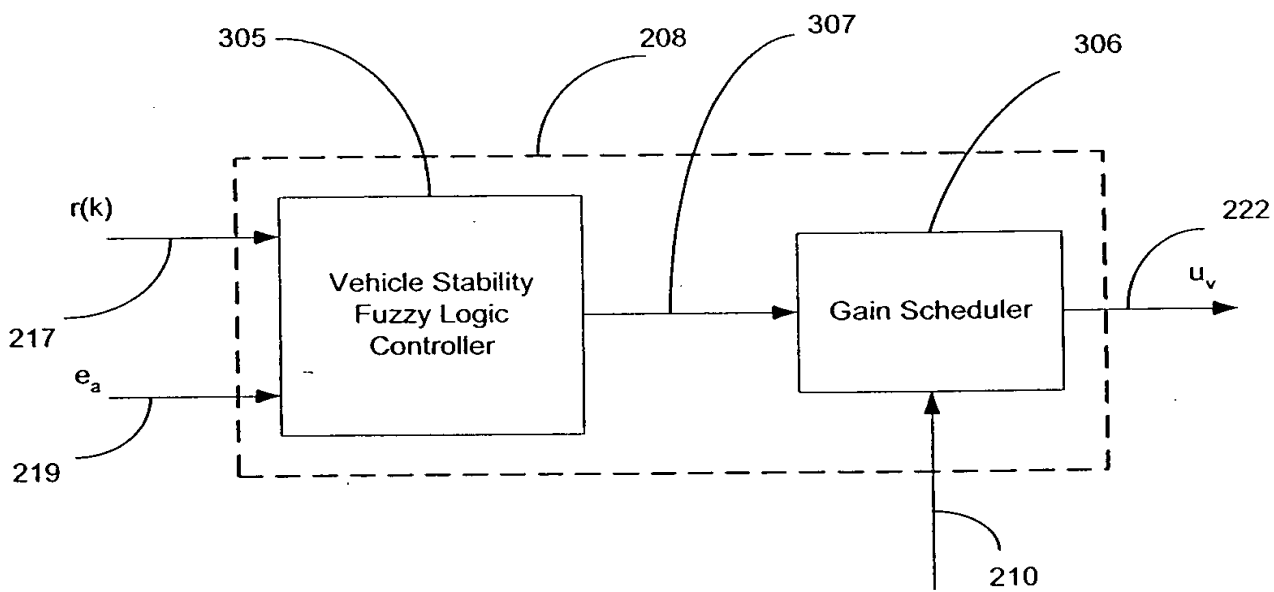 305
208
307
306
r(k)
222
217
Vehicle Stability
Fuzzy Logic
Controller
Gain Scheduler
u_v
e_a
219
210